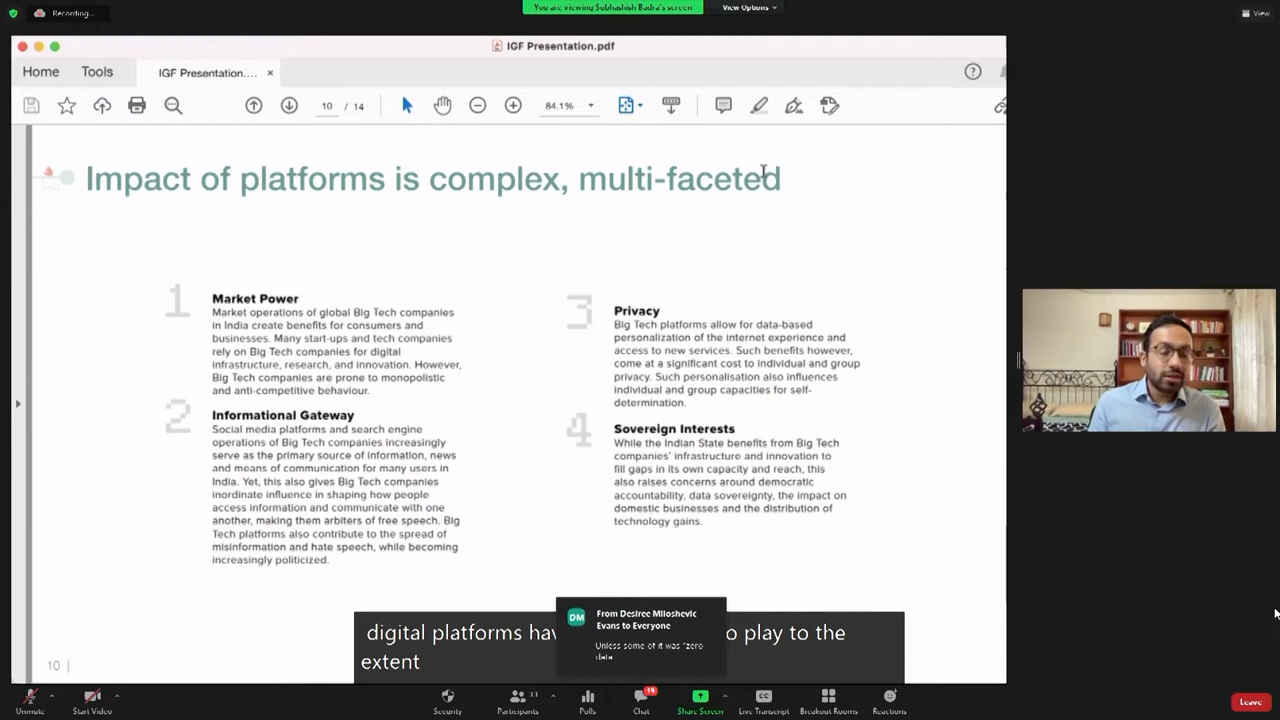 Recording...
You are viewing Subhashish Badra's screen
View Options
View
IGF Presentation.pdf
Home
Tools
IGF Presentation....
×
10 / 14
84.1%
Impact of platforms is complex, multi-faceted
1
Market Power
Market operations of global Big Tech companies
in India create benefits for consumers and
businesses. Many start-ups and tech companies
rely on Big Tech companies for digital
infrastructure, research, and innovation. However,
Big Tech companies are prone to monopolistic
and anti-competitive behaviour.
2
Informational Gateway
Social media platforms and search engine
operations of Big Tech companies increasingly
serve as the primary source of information, news
and means of communication for many users in
India. Yet, this also gives Big Tech companies
inordinate influence in shaping how people
access information and communicate with one
another, making them arbiters of free speech. Big
Tech platforms also contribute to the spread of
misinformation and hate speech, while becoming
increasingly politicized.
3
Privacy
Big Tech platforms allow for data-based
personalization of the internet experience and
access to new services. Such benefits however,
come at a significant cost to individual and group
privacy. Such personalisation also influences
individual and group capacities for self-
determination.
4
Sovereign Interests
While the Indian State benefits from Big Tech
companies' infrastructure and innovation to
fill gaps in its own capacity and reach, this
also raises concerns around democratic
accountability, data sovereignty, the impact on
domestic businesses and the distribution of
technology gains.
digital platforms hav
o play to the
extent
DM
From Desiree Miloshevic
Evans to Everyone
Unless some of it was "zero
data
10 |
Unmute
Start Video
Security
Participants
Polls
19
Chat
Share Screen
CC
Live Transcript
Breakout Rooms
Reactions
Leave